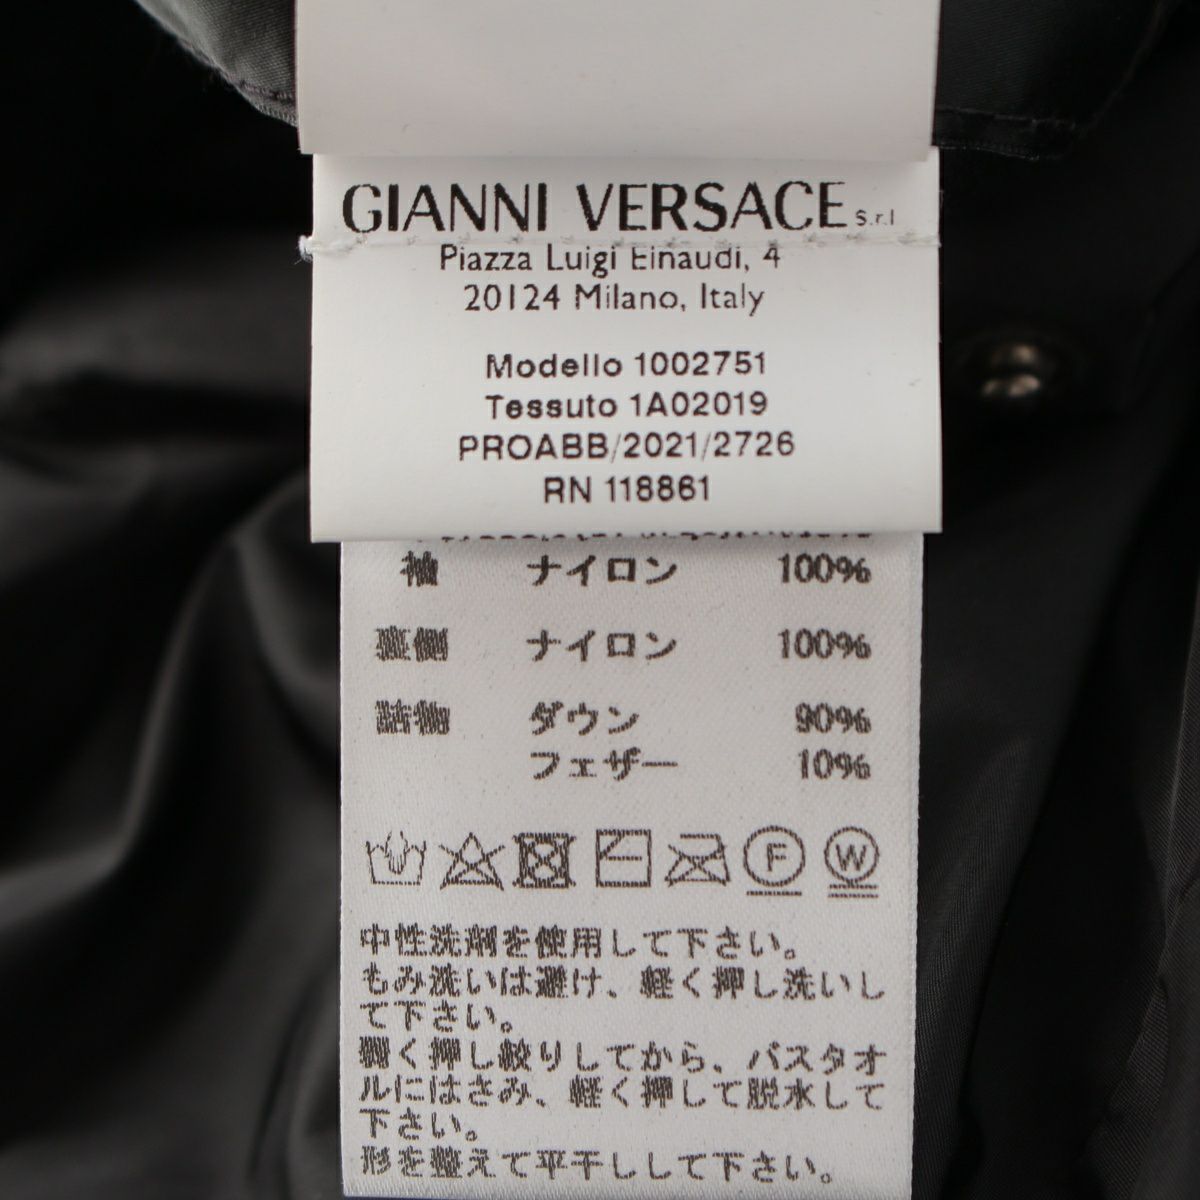 GIANNI VERSACE S.r.l
Piazza Luigi Einaudi, 4
20124 Milano, Italy
Modello 1002751
Tessuto 1A02019
PROABB/2021/2726
RN 118861
袖 ナイロン 100%
裏側 ナイロン 100%
詰物 ダウン 90%
フェザー 10%
F W
中性洗剤を使用して下さい。
もみ洗いは避け、軽く押し洗いし
て下さい。
軽く押し絞りしてから、バスタオ
ルにはさみ、軽く押して脱水して
下さい。
形を整えて平干しして下さい。